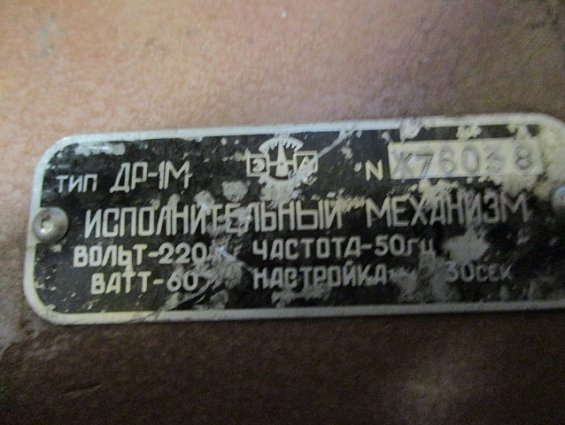 ТИП ДР-1М N Х76038
ИСПОЛНИТЕЛЬНЫЙ МЕХАНИЗМ
ВОЛЬТ-220 ЧАСТОТА-50ГЦ
ВАТТ-60 НАСТРОЙКА 30СЕК